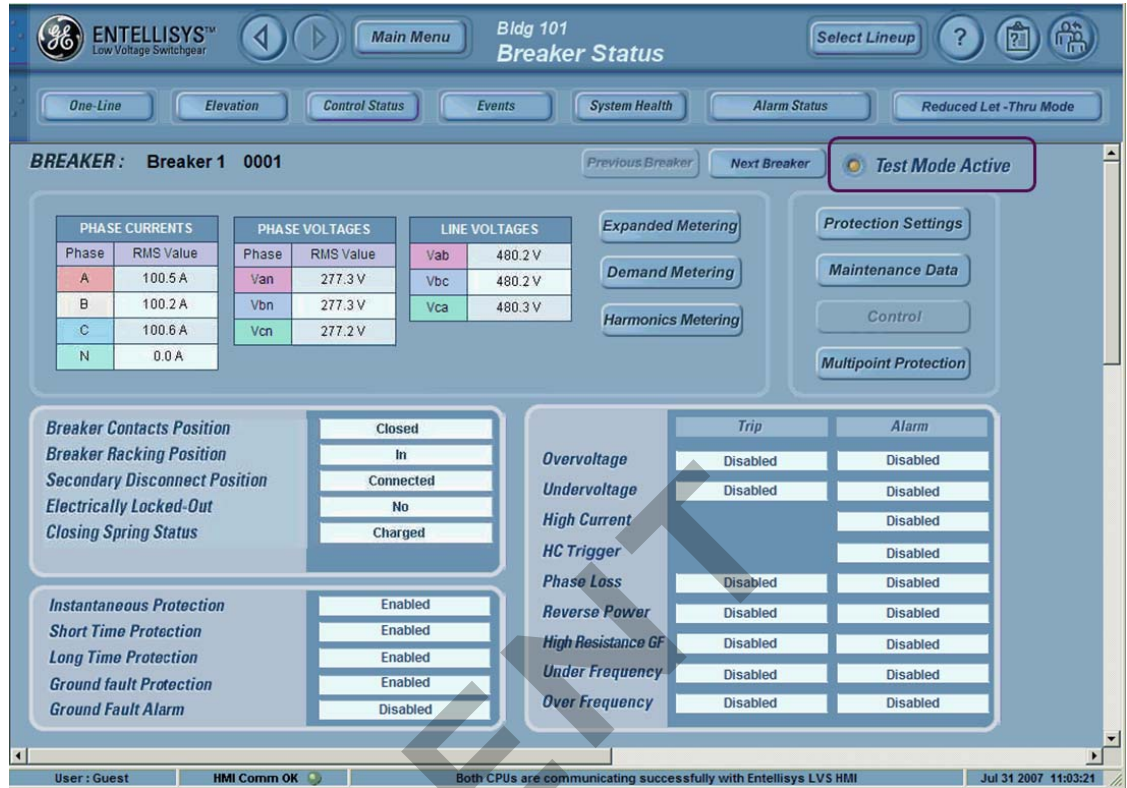 ENTELLISYS™
Low Voltage Switchgear
Main Menu
Bldg 101
Breaker Status
Select Lineup
?
?
One-Line
Elevation
Control Status
Events
System Health
Alarm Status
Reduced Let -Thru Mode
BREAKER : Breaker 1 0001
Previous Breaker
Next Breaker
Test Mode Active
PHASE CURRENTS
Phase RMS Value
A 100.5 A
B 100.2 A
C 100.6 A
N 0.0 A
PHASE VOLTAGES
Phase RMS Value
Van 277.3 V
Vbn 277.3 V
Vcn 277.2 V
LINE VOLTAGES
Vab 480.2 V
Vbc 480.2 V
Vca 480.3 V
Expanded Metering
Demand Metering
Harmonics Metering
Protection Settings
Maintenance Data
Control
Multipoint Protection
Breaker Contacts Position Closed
Breaker Racking Position In
Secondary Disconnect Position Connected
Electrically Locked-Out No
Closing Spring Status Charged
Instantaneous Protection Enabled
Short Time Protection Enabled
Long Time Protection Enabled
Ground fault Protection Enabled
Ground Fault Alarm Disabled
Trip Alarm
Overvoltage Disabled Disabled
Undervoltage Disabled Disabled
High Current Disabled
HC Trigger Disabled
Phase Loss Disabled Disabled
Reverse Power Disabled Disabled
High Resistance GF Disabled Disabled
Under Frequency Disabled Disabled
Over Frequency Disabled Disabled
User : Guest
HMI Comm OK
Both CPUs are communicating successfully with Entellisys LVS HMI
Jul 31 2007 11:03:21